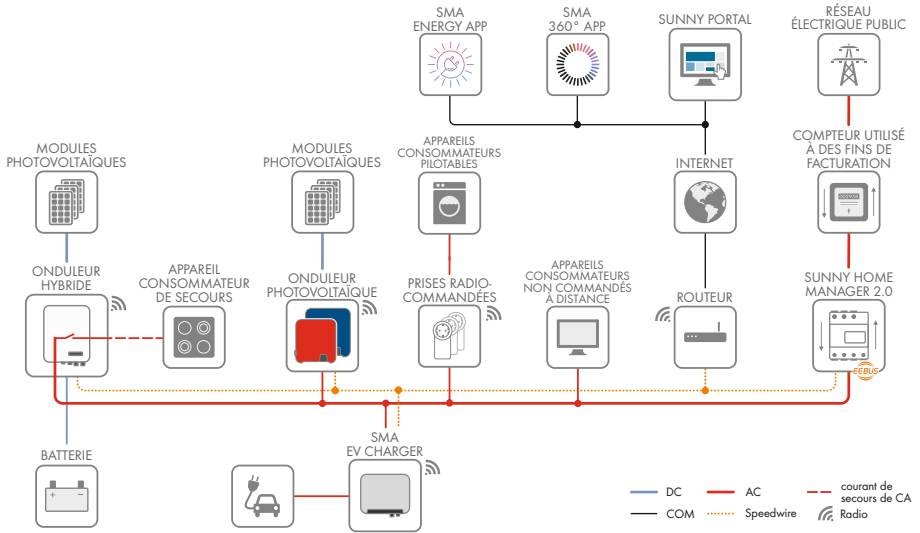 SMA
ENERGY APP
SMA
360° APP
SUNNY PORTAL
RÉSEAU
ÉLECTRIQUE PUBLIC
MODULES
PHOTOVOLTAÏQUES
MODULES
PHOTOVOLTAÏQUES
APPAREILS
CONSOMMATEURS
PILOTABLES
INTERNET
COMPTEUR UTILISÉ
À DES FINS DE
FACTURATION
ONDULEUR
HYBRIDE
APPAREIL
CONSOMMATEUR
DE SECOURS
ONDULEUR
PHOTOVOLTAÏQUE
PRISES RADIO-
COMMANDÉES
APPAREILS
CONSOMMATEURS
NON COMMANDÉS
À DISTANCE
ROUTEUR
SUNNY HOME
MANAGER 2.0
EEBUS
BATTERIE
SMA
EV CHARGER
DC
AC
courant de
secours de CA
COM
Speedwire
Radio